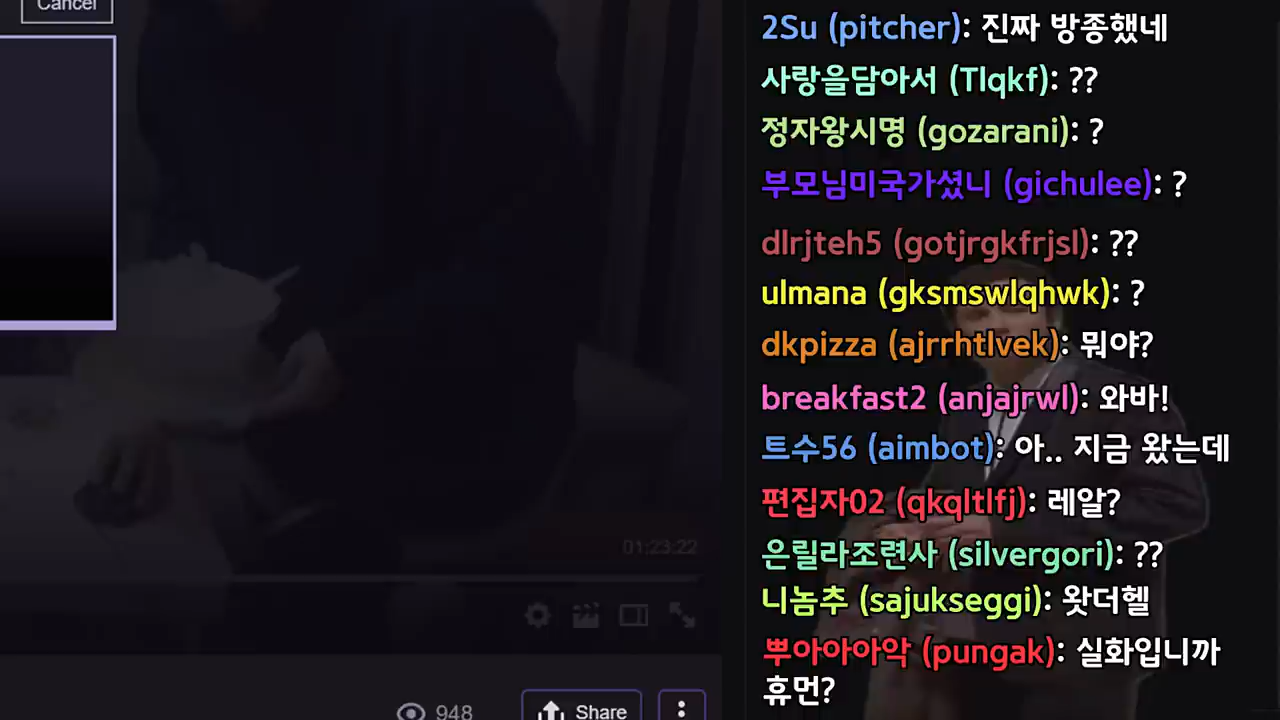 Cancel
2Su (pitcher): 진짜 방종했네
사랑을담아서 (Tlqkf): ??
정자왕시명 (gozarani): ?
부모님미국가셨니 (gichulee): ?
dlrjteh5 (gotjrgkfrjsl): ??
ulmana (gksmswlqhwk): ?
dkpizza (ajrrhtlvek): 뭐야?
breakfast2 (anjajrwl): 와바!
트수56 (aimbot): 아.. 지금 왔는데
편집자02 (qkqltlfj): 레알?
은릴라조련사 (silvergori): ??
니놈추 (sajukseggi): 왓더헬
뿌아아아악 (pungak): 실화입니까
휴먼?
01:23:22
948
Share